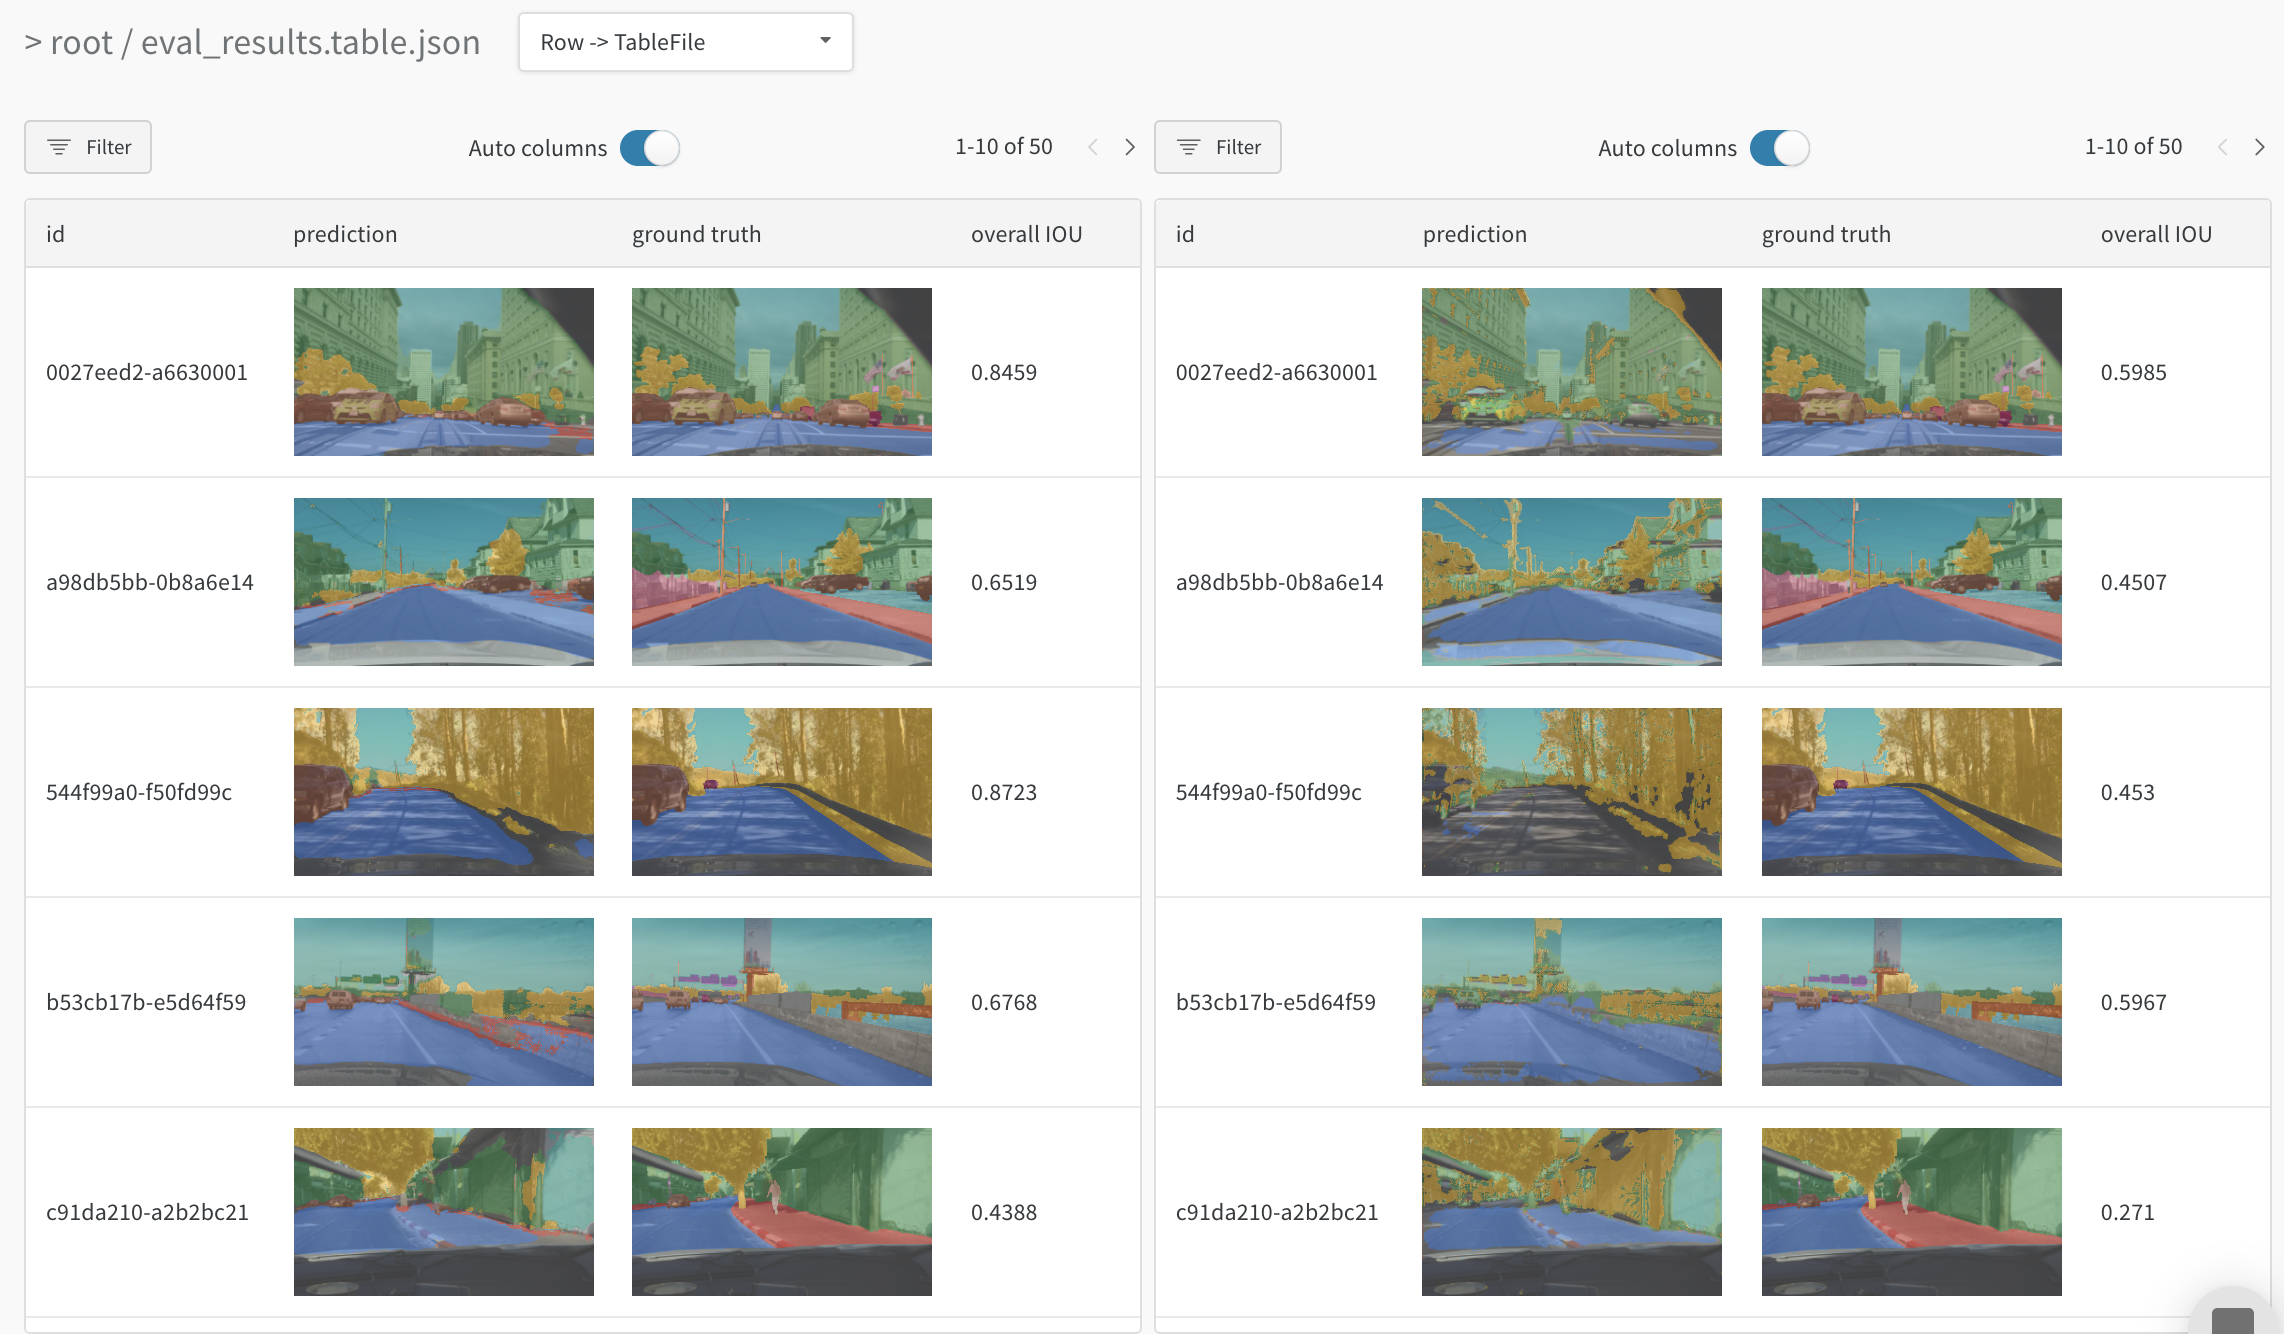 > root / eval_results.table.json
Row -> TableFile
Filter
Auto columns
1-10 of 50
Filter
Auto columns
1-10 of 50
id prediction ground truth overall IOU
id prediction ground truth overall IOU
0027eed2-a6630001 0.8459
0027eed2-a6630001 0.5985
a98db5bb-0b8a6e14 0.6519
a98db5bb-0b8a6e14 0.4507
544f99a0-f50fd99c 0.8723
544f99a0-f50fd99c 0.453
b53cb17b-e5d64f59 0.6768
b53cb17b-e5d64f59 0.5967
c91da210-a2b2bc21 0.4388
c91da210-a2b2bc21 0.271